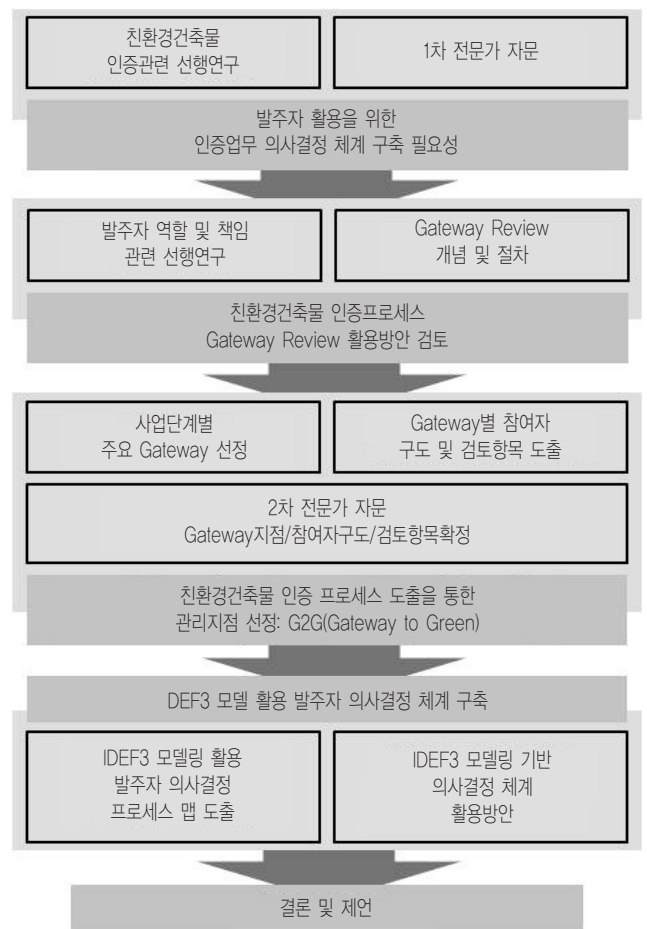 친환경건축물
인증관련 선행연구
1차 전문가 자문
발주자 활용을 위한
인증업무 의사결정 체계 구축 필요성
발주자 역할 및 책임
관련 선행연구
Gateway Review
개념 및 절차
친환경건축물 인증프로세스
Gateway Review 활용방안 검토
사업단계별
주요 Gateway 선정
Gateway별 참여자
구도 및 검토항목 도출
2차 전문가 자문
Gateway지점/참여자구도/검토항목확정
친환경건축물 인증 프로세스 도출을 통한
관리지점 선정: G2G(Gateway to Green)
DEF3 모델 활용 발주자 의사결정 체계 구축
IDEF3 모델링 활용
발주자 의사결정
프로세스 맵 도출
IDEF3 모델링 기반
의사결정 체계
활용방안
결론 및 제언